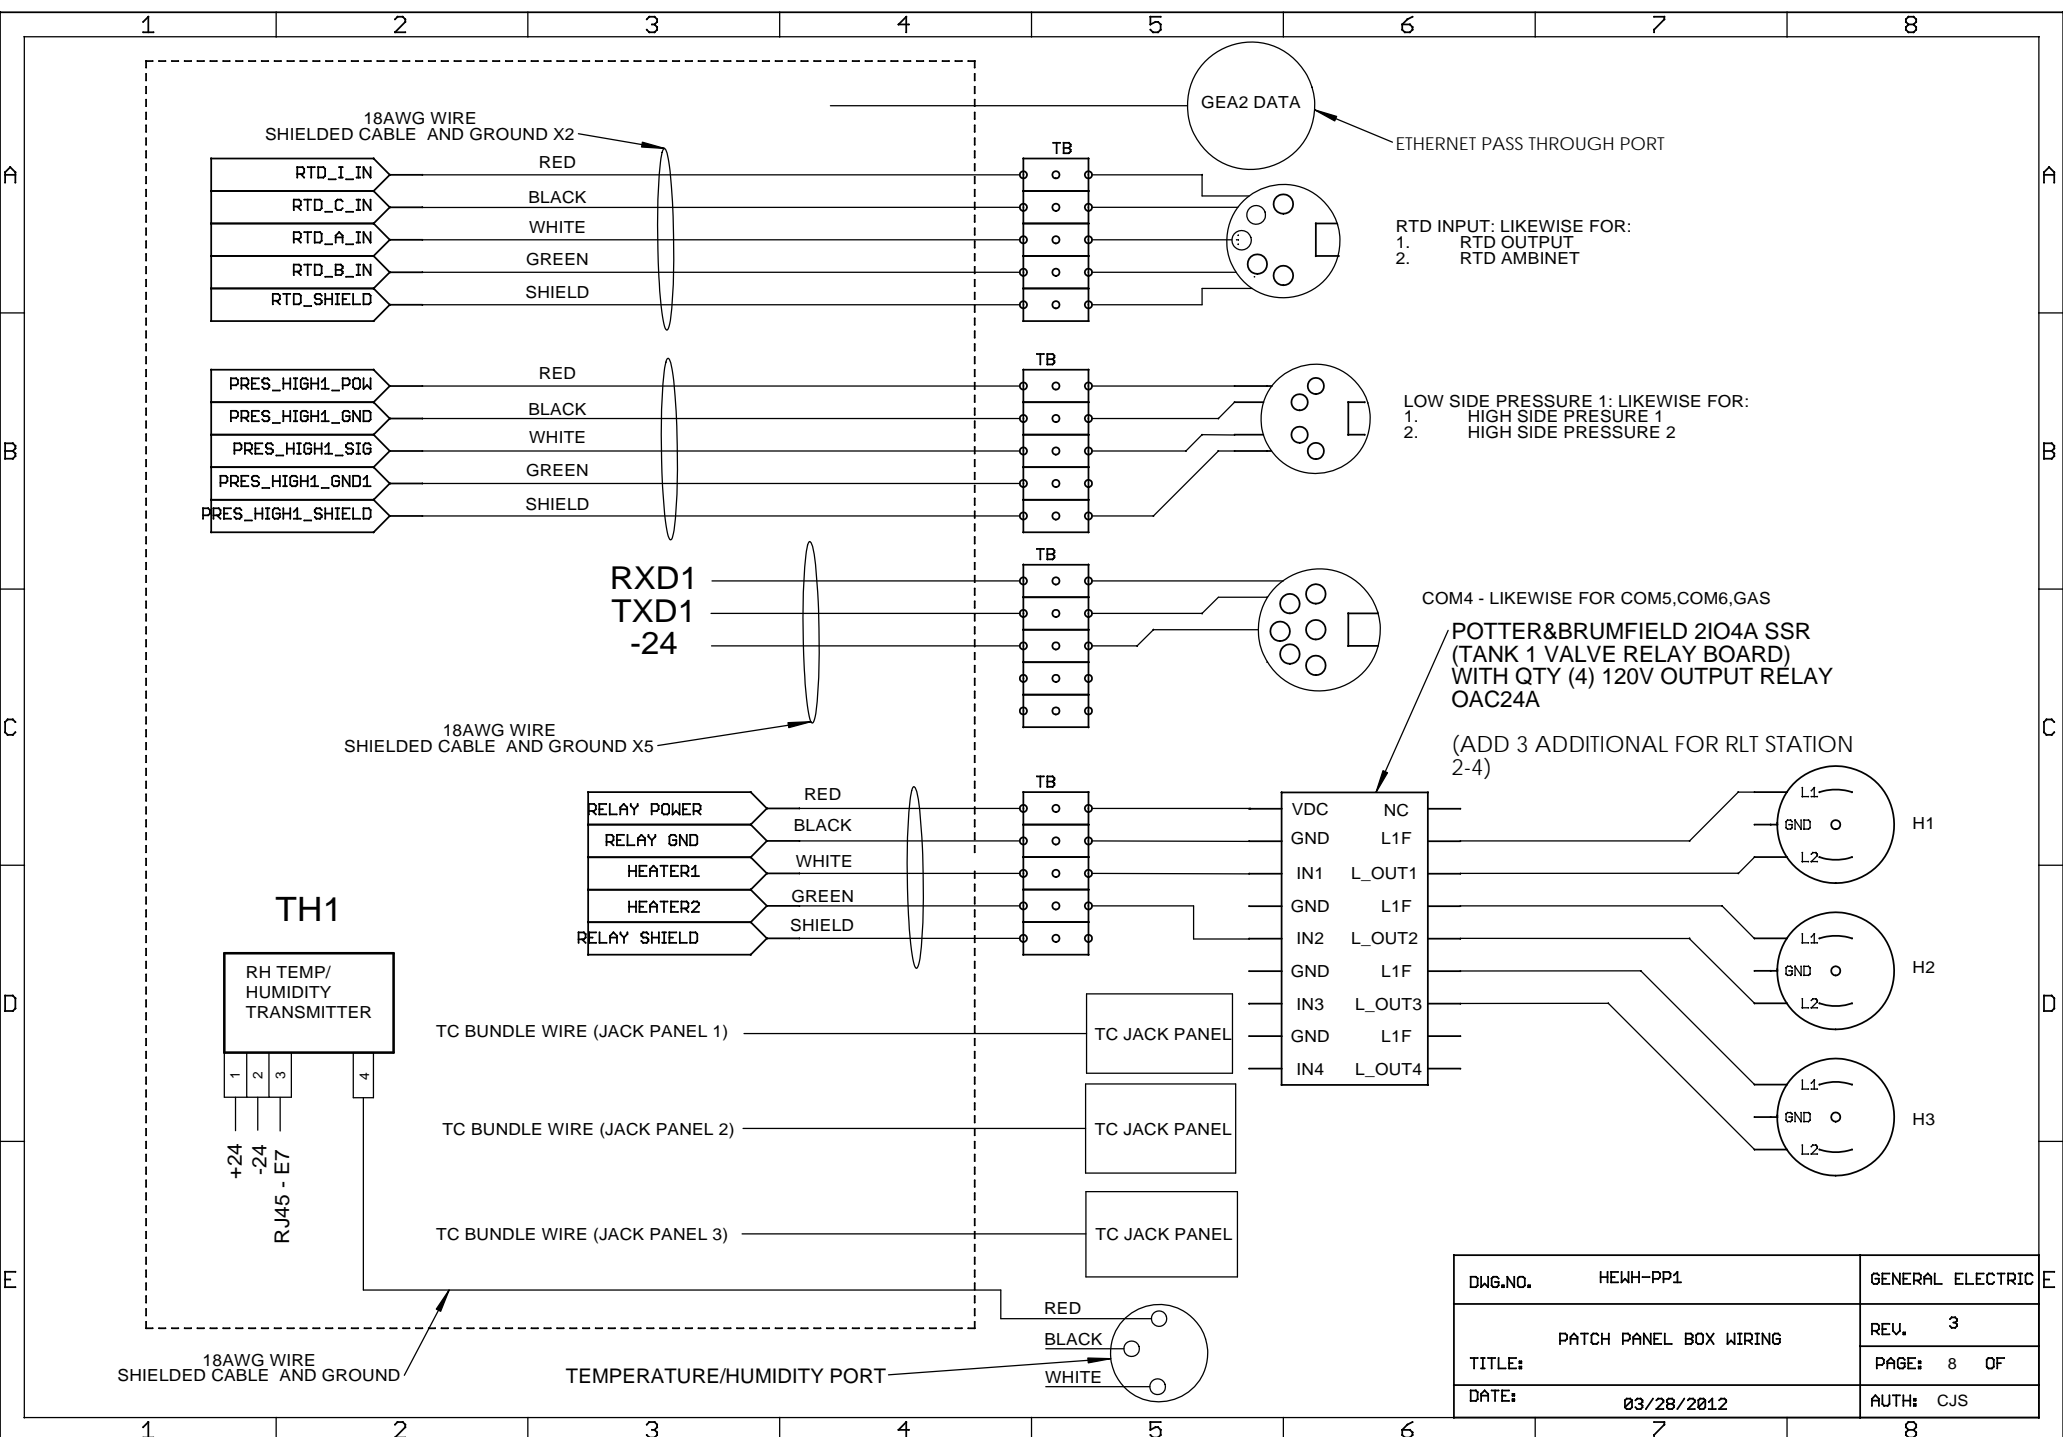 1 2 3 4 5 6 7 8
A
B
C
D
E
A
B
C
D
E
GEA2 DATA
ETHERNET PASS THROUGH PORT
18AWG WIRE
SHIELDED CABLE AND GROUND X2
TB
RTD_I_IN RED
RTD_C_IN BLACK
RTD_A_IN WHITE
RTD_B_IN GREEN
RTD_SHIELD SHIELD
RTD INPUT: LIKEWISE FOR:
1. RTD OUTPUT
2. RTD AMBINET
TB
PRES_HIGH1_POW RED
PRES_HIGH1_GND BLACK
PRES_HIGH1_SIG WHITE
PRES_HIGH1_GND1 GREEN
PRES_HIGH1_SHIELD SHIELD
LOW SIDE PRESSURE 1: LIKEWISE FOR:
1. HIGH SIDE PRESURE 1
2. HIGH SIDE PRESSURE 2
TB
RXD1
TXD1
-24
18AWG WIRE
SHIELDED CABLE AND GROUND X5
COM4 - LIKEWISE FOR COM5,COM6,GAS
POTTER&BRUMFIELD 2IO4A SSR
(TANK 1 VALVE RELAY BOARD)
WITH QTY (4) 120V OUTPUT RELAY
OAC24A
(ADD 3 ADDITIONAL FOR RLT STATION
2-4)
TB
RELAY POWER RED
RELAY GND BLACK
HEATER1 WHITE
HEATER2 GREEN
RELAY SHIELD SHIELD
VDC NC
GND L1F
IN1 L_OUT1
GND L1F
IN2 L_OUT2
GND L1F
IN3 L_OUT3
GND L1F
IN4 L_OUT4
L1
GND H1
L2
L1
GND H2
L2
L1
GND H3
L2
TH1
RH TEMP/
HUMIDITY
TRANSMITTER
1 2 3 4
+24
-24
RJ45 - E7
TC BUNDLE WIRE (JACK PANEL 1) TC JACK PANEL
TC BUNDLE WIRE (JACK PANEL 2) TC JACK PANEL
TC BUNDLE WIRE (JACK PANEL 3) TC JACK PANEL
18AWG WIRE
SHIELDED CABLE AND GROUND
RED
BLACK
WHITE
TEMPERATURE/HUMIDITY PORT
DWG.NO. HEWH-PP1 GENERAL ELECTRIC
TITLE: PATCH PANEL BOX WIRING
REV. 3
PAGE: 8 OF
DATE: 03/28/2012
AUTH: CJS
1 2 3 4 5 6 7 8